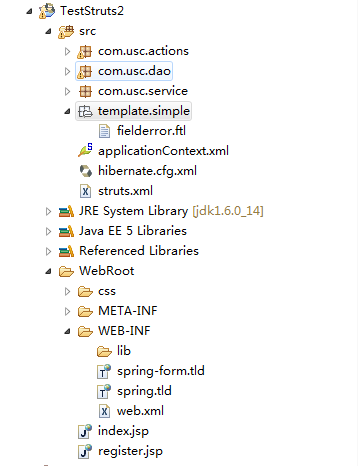 TestStruts2
src
com.usc.actions
com.usc.dao
com.usc.service
template.simple
fielderror.ftl
applicationContext.xml
hibernate.cfg.xml
struts.xml
JRE System Library [jdk1.6.0_14]
Java EE 5 Libraries
Referenced Libraries
WebRoot
css
META-INF
WEB-INF
lib
spring-form.tld
spring.tld
web.xml
index.jsp
register.jsp